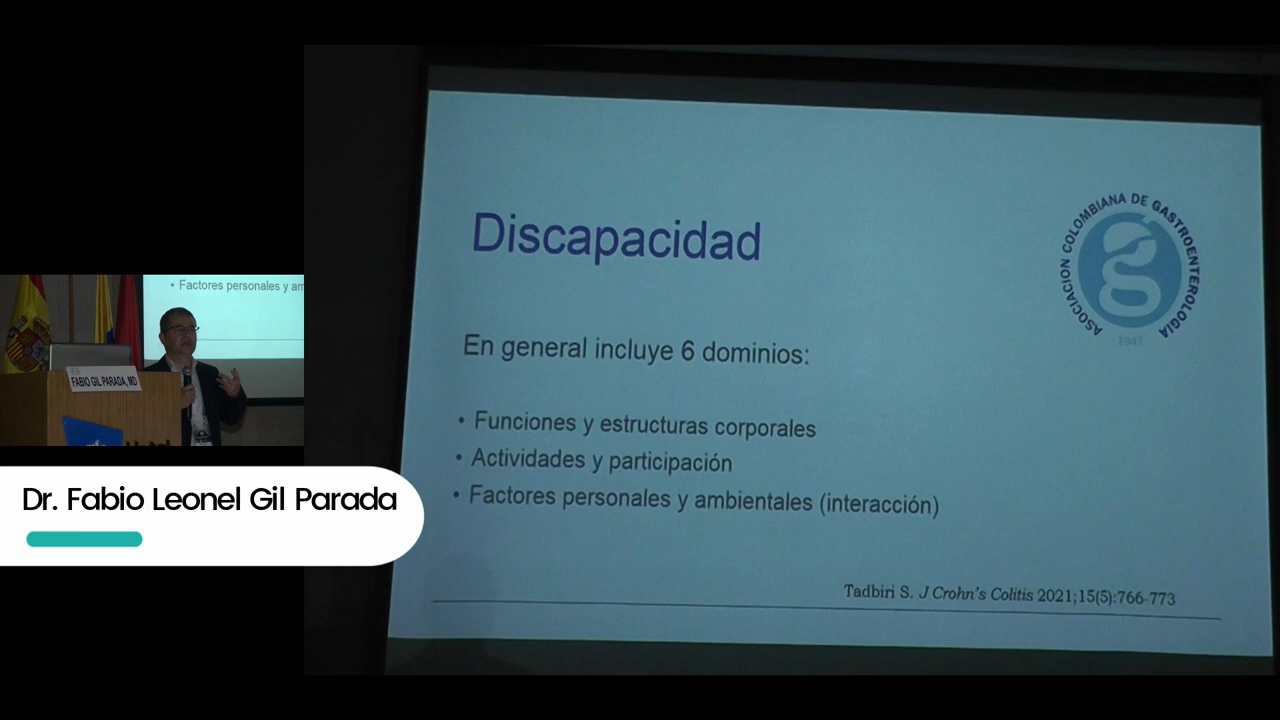 Discapacidad
ASOCIACION COLOMBIANA DE GASTROENTEROLOGIA
1947
En general incluye 6 dominios:
• Funciones y estructuras corporales
• Actividades y participación
• Factores personales y ambientales (interacción)
Tadbiri S. J Crohn's Colitis 2021;15(5):766-773
• Factores personales y am
FABIO GIL PARADA, MD
Dr. Fabio Leonel Gil Parada